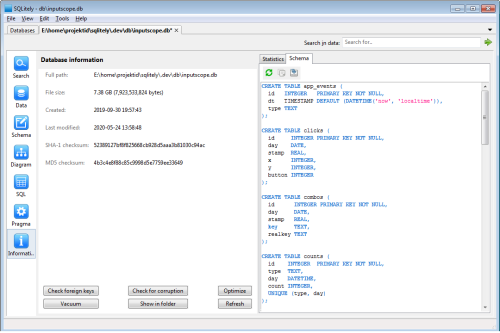 SQLitely - db\inputscope.db
File View Edit Tools Help
Databases E:\home\projektid\sqlitely\.dev\db\inputscope.db* ×
Search in data: Search for..
Search
Data
Schema
Diagram
SQL
Pragma
Informati...
Database information
Full path: E:\home\projektid\sqlitely\.dev\db\inputscope.db
File size 7.38 GB (7,923,533,824 bytes)
Created: 2019-09-30 19:57:43
Last modified: 2020-05-24 13:58:48
SHA-1 checksum:
MD5 checksum:
Check foreign keys Check for corruption Optimize
Vacuum Show in folder Refresh
Statistics Schema
CREATE TABLE app_events (
id INTEGER PRIMARY KEY NOT NULL,
dt TIMESTAMP DEFAULT (DATETIME('now', 'localtime')),
type TEXT
);
CREATE TABLE clicks (
id INTEGER PRIMARY KEY NOT NULL,
day DATE,
stamp REAL,
x INTEGER,
y INTEGER,
button INTEGER
);
CREATE TABLE combos (
id INTEGER PRIMARY KEY NOT NULL,
day DATE,
stamp REAL,
key TEXT,
realkey TEXT
);
CREATE TABLE counts (
id INTEGER PRIMARY KEY NOT NULL,
type TEXT,
day DATETIME,
count INTEGER,
UNIQUE (type, day)
);